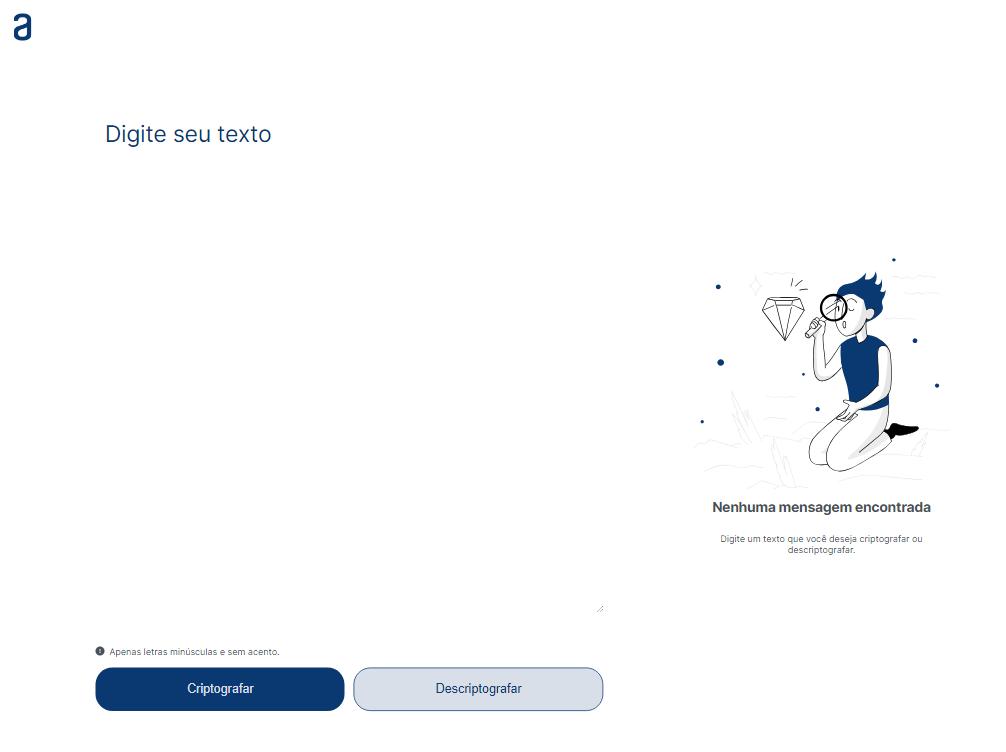 a
Digite seu texto
Nenhuma mensagem encontrada
Digite um texto que você deseja criptografar ou
descriptografar.
Apenas letras minúsculas e sem acento.
Criptografar
Descriptografar